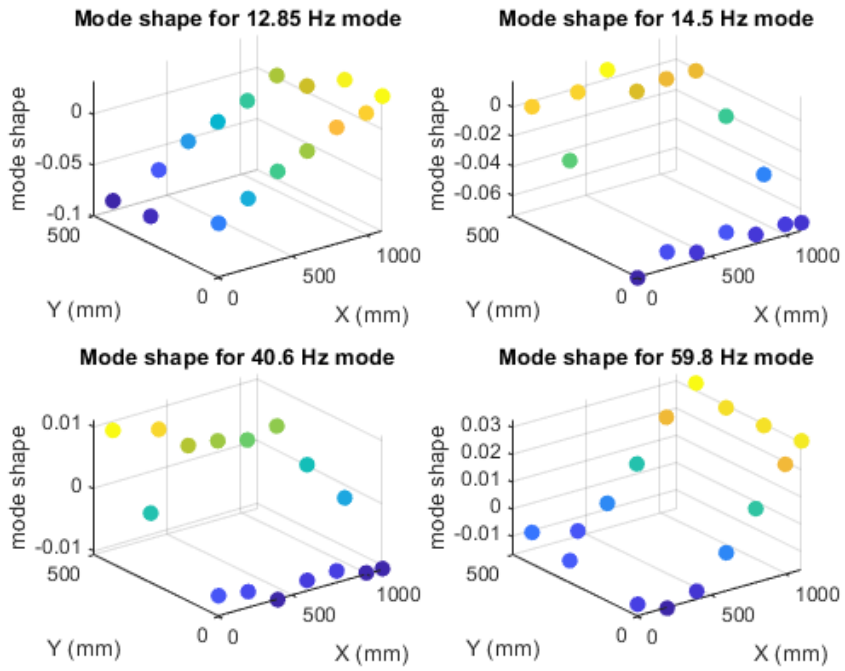 Mode shape for 12.85 Hz mode
0
-0.05
-0.1
mode shape
500
0
Y (mm)
0
500
1000
X (mm)
Mode shape for 14.5 Hz mode
0
-0.02
-0.04
-0.06
mode shape
500
0
Y (mm)
0
500
1000
X (mm)
Mode shape for 40.6 Hz mode
0.01
0
-0.01
mode shape
500
0
Y (mm)
0
500
1000
X (mm)
Mode shape for 59.8 Hz mode
0.03
0.02
0.01
0
-0.01
mode shape
500
0
Y (mm)
0
500
1000
X (mm)